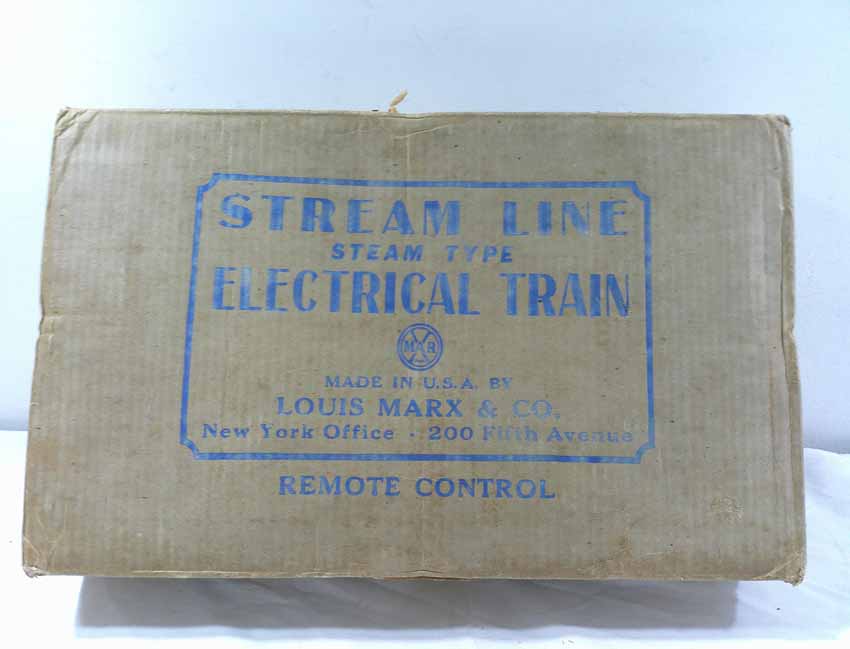 STREAM LINE
STEAM TYPE
ELECTRICAL TRAIN
MAR
MADE IN U.S.A. BY
LOUIS MARX & CO.
New York Office · 200 Fifth Avenue
REMOTE CONTROL